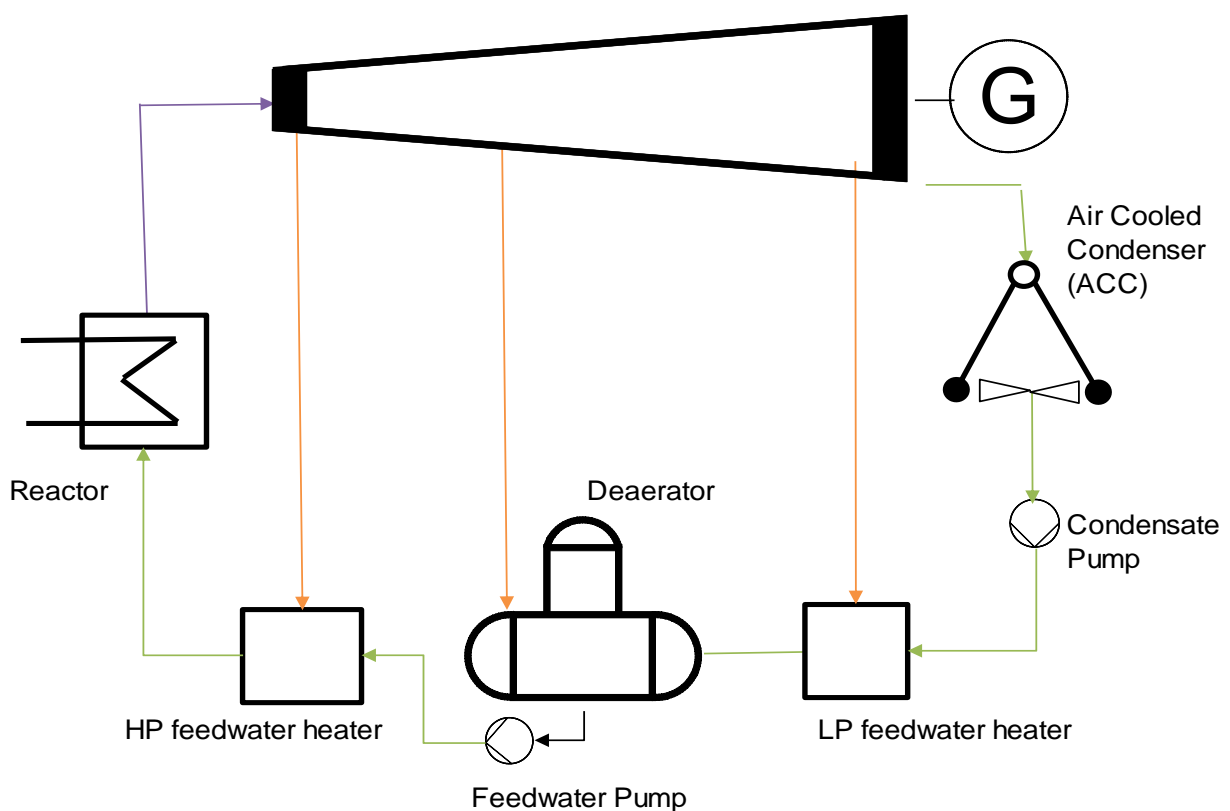 G
Air Cooled
Condenser
(ACC)
Reactor
Deaerator
Condensate
Pump
HP feedwater heater
LP feedwater heater
Feedwater Pump